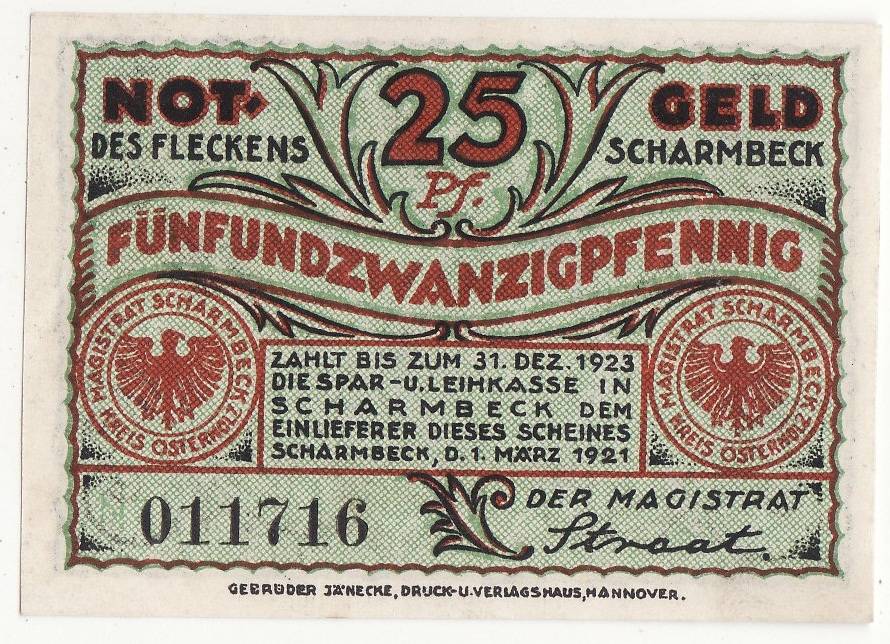 NOT- 25 GELD
DES FLECKENS Pf. SCHARMBECK
FÜNFUNDZWANZIGPFENNIG
MAGISTRAT SCHARMBECK
KREIS OSTERHOLZ
ZAHLT BIS ZUM 31. DEZ. 1923
DIE SPAR-U. LEIHKASSE IN
SCHARMBECK DEM
EINLIEFERER DIESES SCHEINES
SCHARMBECK, D. 1. MÄRZ 1921
MAGISTRAT SCHARMBECK
KREIS OSTERHOLZ
011716
DER MAGISTRAT
Straat.
GEBRÜDER JÄNECKE, DRUCK-U. VERLAGSHAUS, HANNOVER.